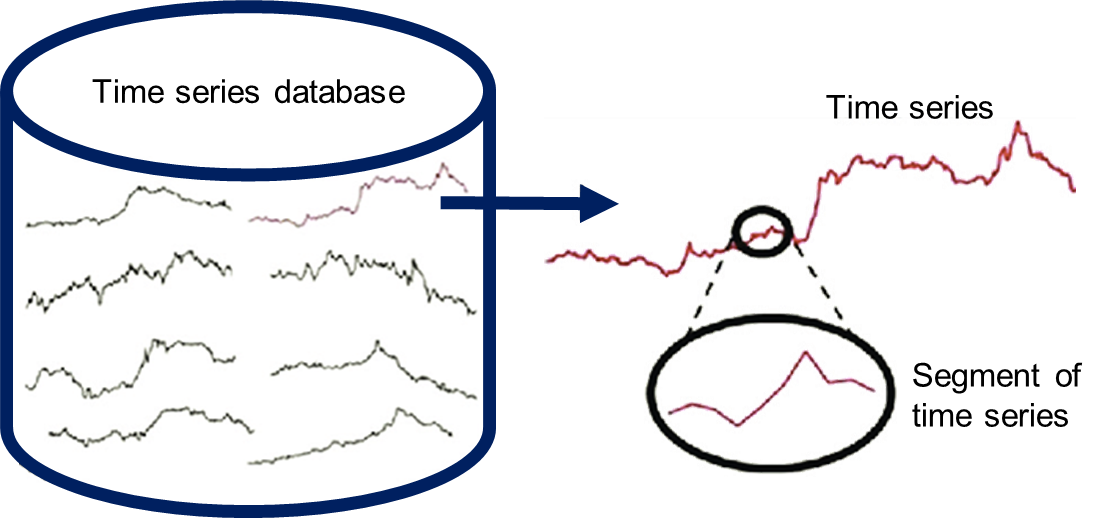 Time series database
Time series
Segment of
time series